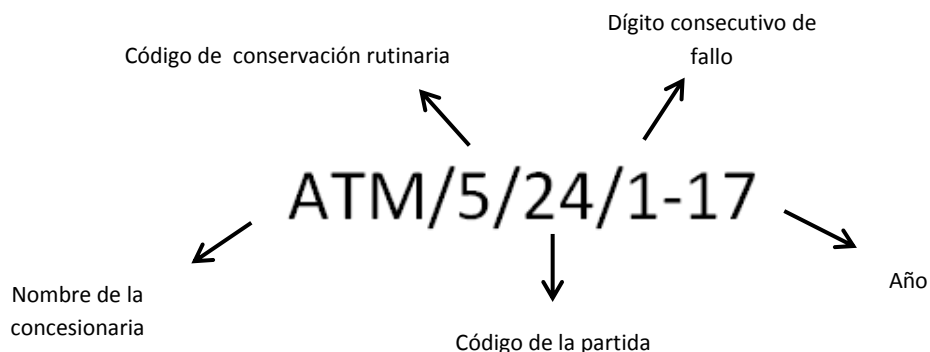 Dígito consecutivo de
fallo
Código de conservación rutinaria
ATM/5/24/1-17
Nombre de la
concesionaria
Año
Código de la partida